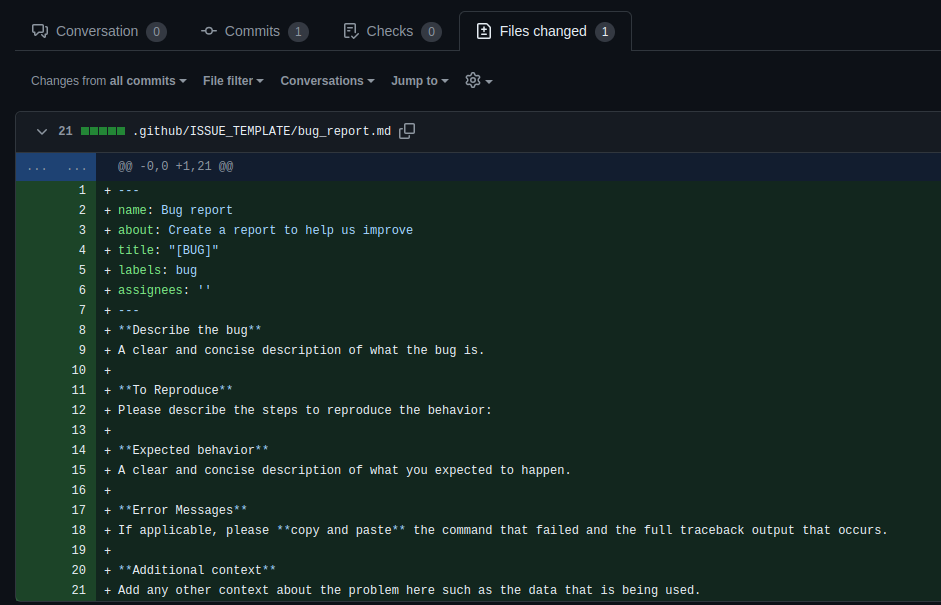 Conversation 0 Commits 1 Checks 0 Files changed 1
Changes from all commits File filter Conversations Jump to
21 .github/ISSUE_TEMPLATE/bug_report.md
... ... @@ -0,0 +1,21 @@
1 + ---
2 + name: Bug report
3 + about: Create a report to help us improve
4 + title: "[BUG]"
5 + labels: bug
6 + assignees: ''
7 + ---
8 + **Describe the bug**
9 + A clear and concise description of what the bug is.
10 +
11 + **To Reproduce**
12 + Please describe the steps to reproduce the behavior:
13 +
14 + **Expected behavior**
15 + A clear and concise description of what you expected to happen.
16 +
17 + **Error Messages**
18 + If applicable, please **copy and paste** the command that failed and the full traceback output that occurs.
19 +
20 + **Additional context**
21 + Add any other context about the problem here such as the data that is being used.